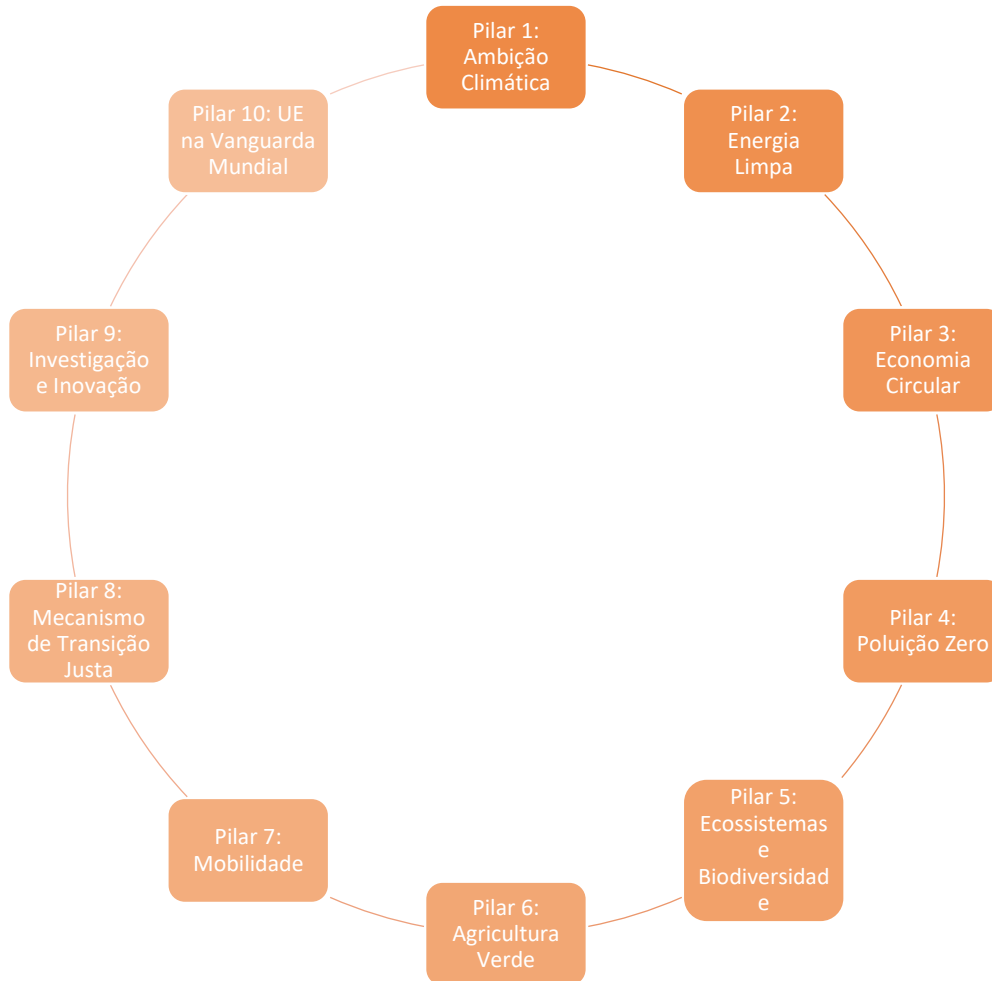 Pilar 1:
Ambição
Climática
Pilar 2:
Energia
Limpa
Pilar 3:
Economia
Circular
Pilar 4:
Poluição Zero
Pilar 5:
Ecossistemas
e
Biodiversidad
e
Pilar 6:
Agricultura
Verde
Pilar 7:
Mobilidade
Pilar 8:
Mecanismo
de Transição
Justa
Pilar 9:
Investigação
e Inovação
Pilar 10: UE
na Vanguarda
Mundial